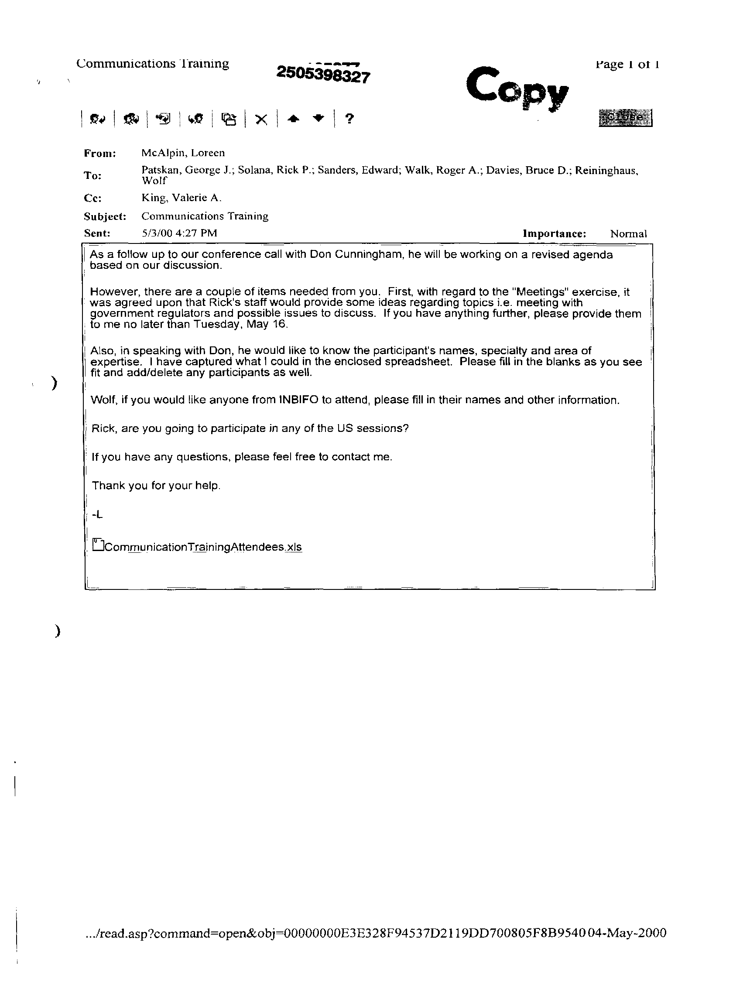 Communications Training
2505398327
Copy
Page 1 of 1
?
Close
From: McAlpin, Loreen
To: Patskan, George J.; Solana, Rick P.; Sanders, Edward; Walk, Roger A.; Davies, Bruce D.; Reininghaus,
Wolf
Cc: King, Valerie A.
Subject: Communications Training
Sent: 5/3/00 4:27 PM Importance: Normal
As a follow up to our conference call with Don Cunningham, he will be working on a revised agenda
based on our discussion.
However, there are a couple of items needed from you. First, with regard to the "Meetings" exercise, it
was agreed upon that Rick's staff would provide some ideas regarding topics i.e. meeting with
government regulators and possible issues to discuss. If you have anything further, please provide them
to me no later than Tuesday, May 16.
Also, in speaking with Don, he would like to know the participant's names, specialty and area of
expertise. I have captured what I could in the enclosed spreadsheet. Please fill in the blanks as you see
fit and add/delete any participants as well.
Wolf, if you would like anyone from INBIFO to attend, please fill in their names and other information.
Rick, are you going to participate in any of the US sessions?
If you have any questions, please feel free to contact me.
Thank you for your help.
-L
CommunicationTrainingAttendees.xls
.../read.asp?command=open&obj=00000000E3E328F94537D2119DD700805F8B9540 04-May-2000